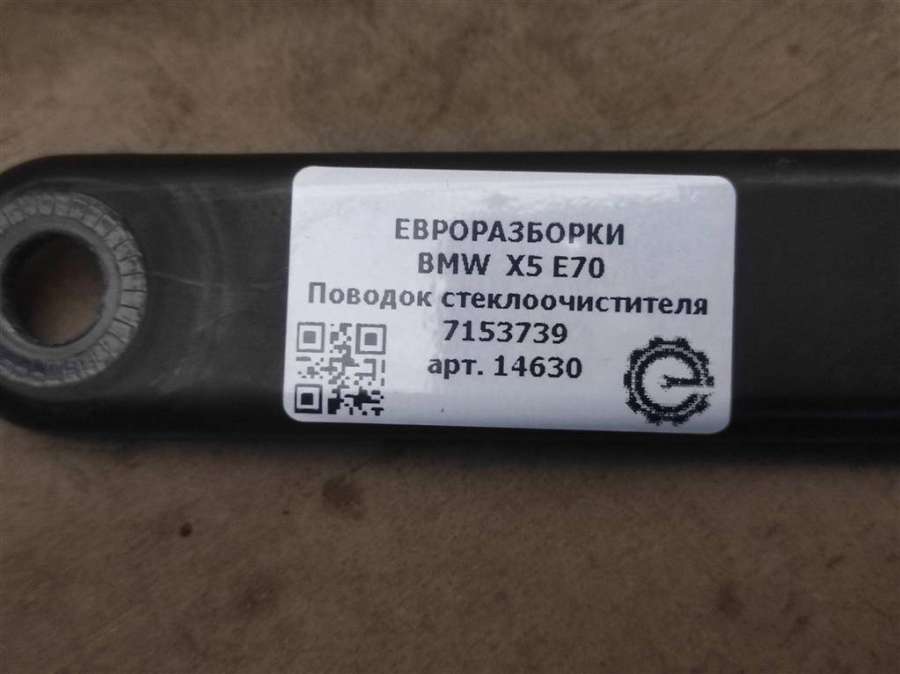 ЕВРОРАЗБОРКИ
BMW X5 E70
Поводок стеклоочистителя
7153739
арт. 14630